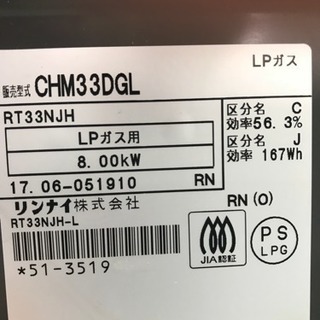 LPガス
販売型式 CHM33DGL
RT33NJH
LPガス用
8.00kW
17.06-051910 RN
リンナイ株式会社
RT33NJH-L
*51-3519
区分名 C
効率56.3%
区分名 J
効率 167Wh
RN(O)
JIA認証
PS
LPG